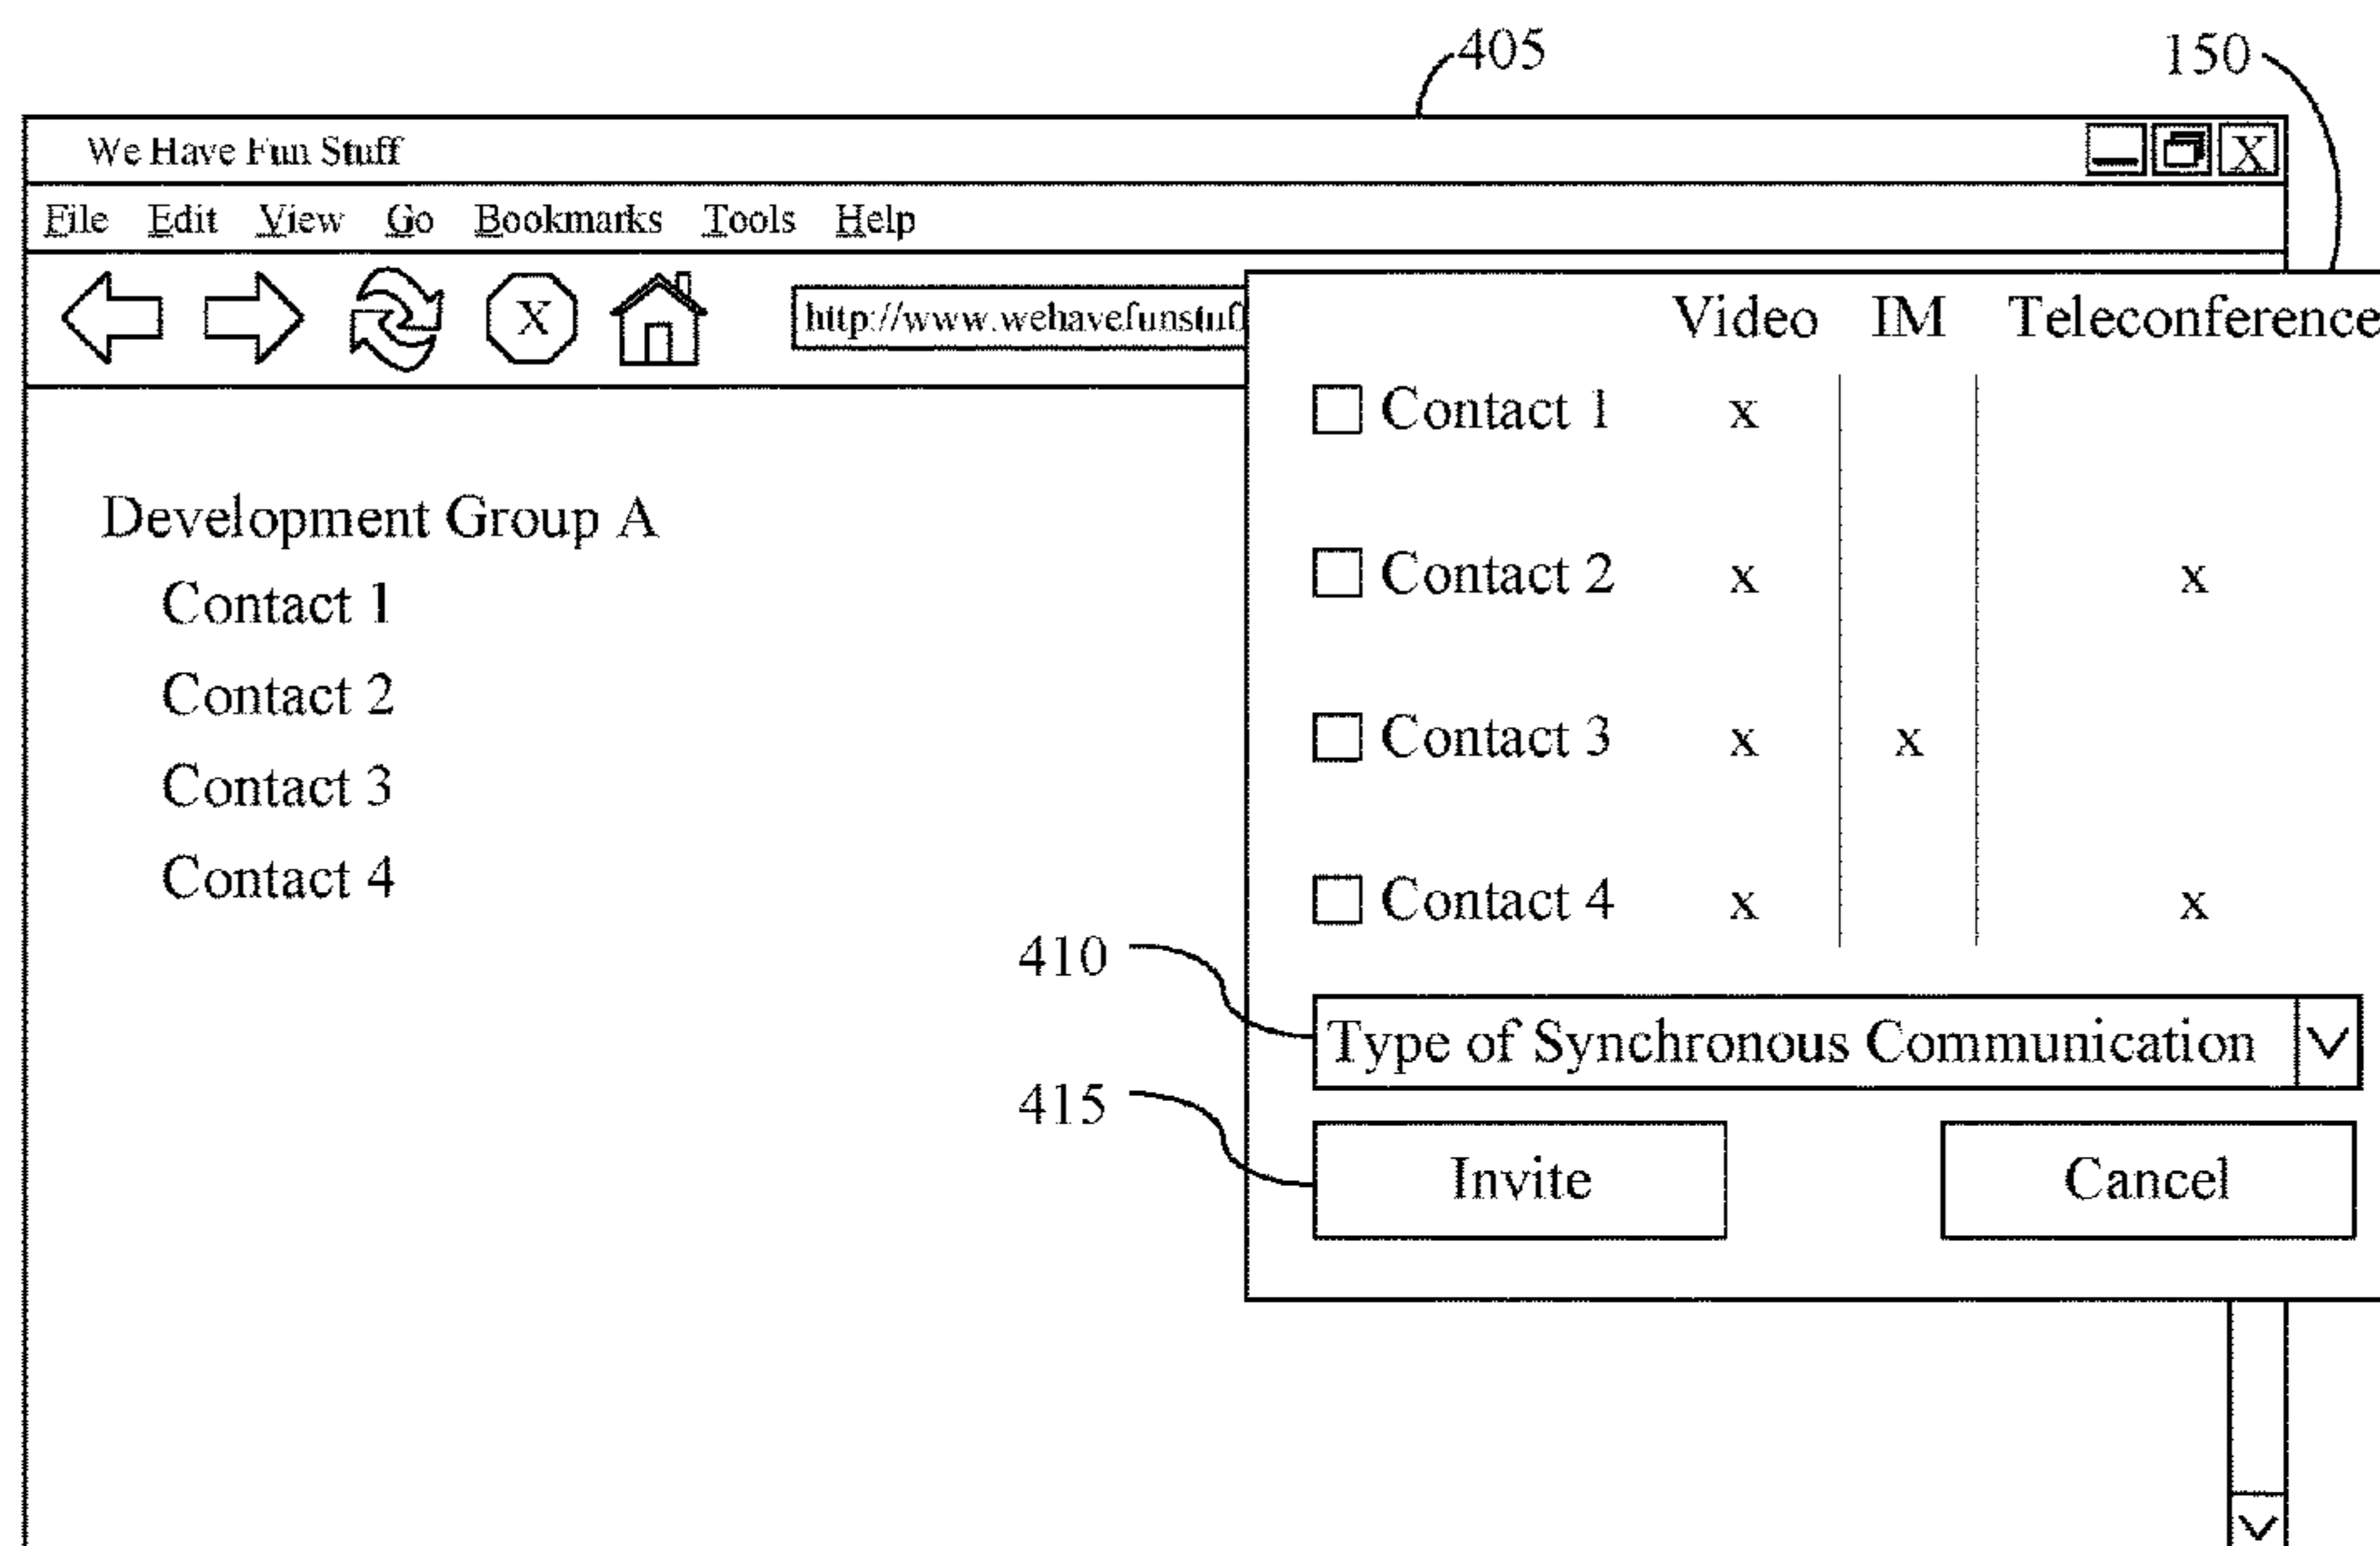 405
150
We Have Fun Stuff
X
File Edit View Go Bookmarks Tools Help
X
http://www.wehavefunstuff
Video IM Teleconference
Contact 1 x
Development Group A
Contact 1
Contact 2
Contact 3
Contact 4
Contact 2 x x
Contact 3 x x
Contact 4 x x
410
Type of Synchronous Communication
415
Invite
Cancel